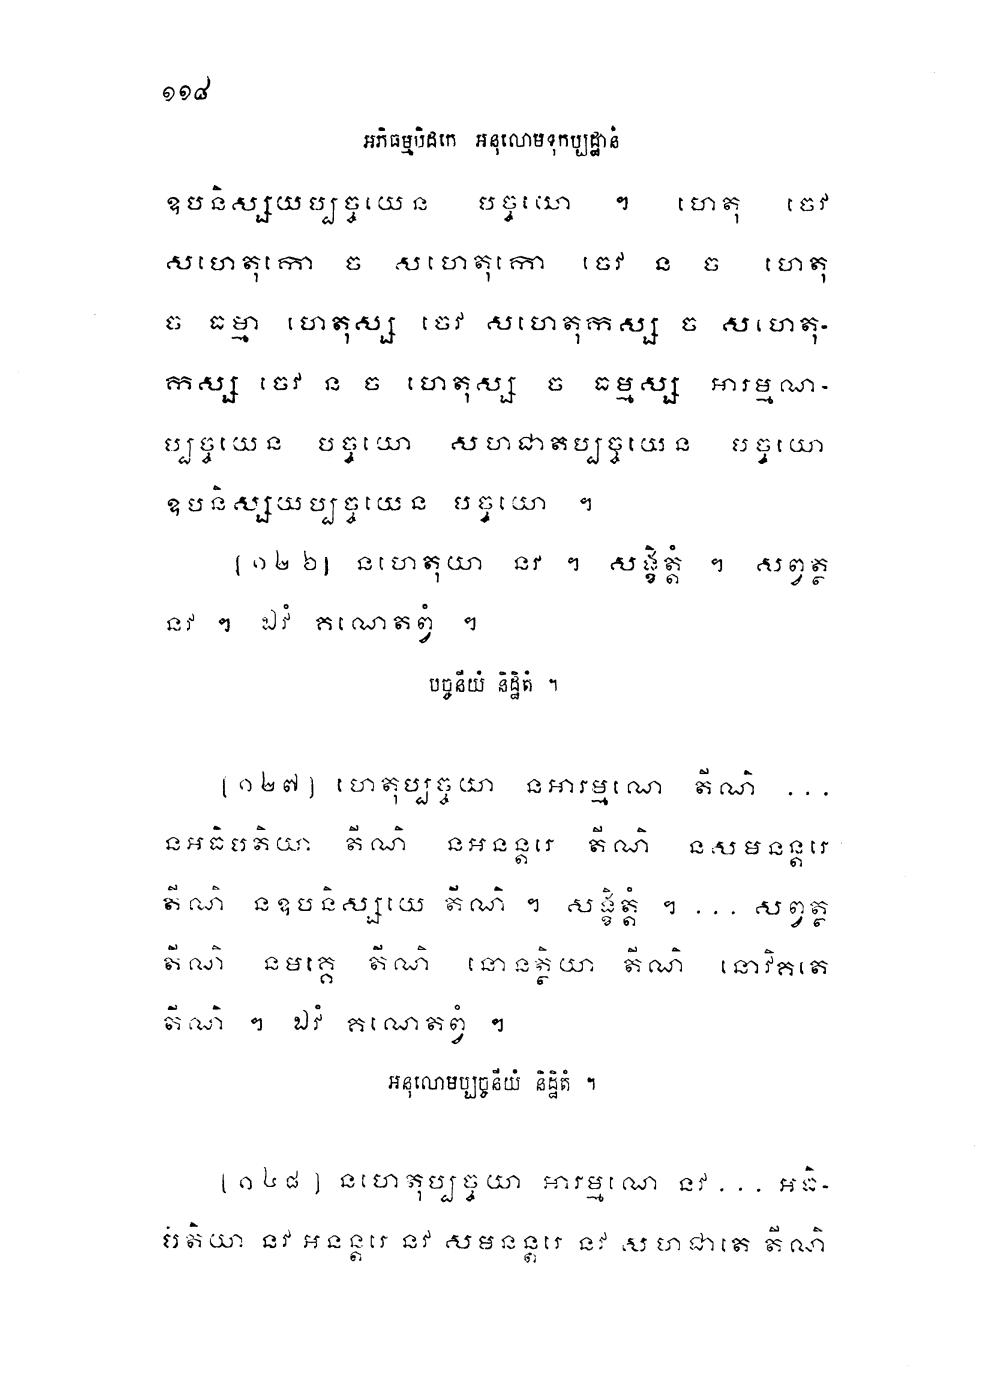 ១១៨
អភិធម្មបិដកេ អនុលោមទុកប្បដ្ឋានំ
ឧបនិស្សយប្បច្ចយេន បច្ចយោ ។ ហេតុ ចេវ
សហេតុកោ ច សហេតុកោ ចេវ ន ច ហេតុ
ច ធម្មា ហេតុស្ស ចេវ សហេតុកស្ស ច សហេតុ-
កស្ស ចេវ ន ច ហេតុស្ស ច ធម្មស្ស អារម្មណ-
ប្បច្ចយេន បច្ចយោ សហជាតប្បច្ចយេន បច្ចយោ
ឧបនិស្សយប្បច្ចយេន បច្ចយោ ។
[១២៦] នហេតុយា នវ ។ សង្ខិត្តំ ។ សព្វត្ថ
នវ ។ ឯវំ គណេតព្វំ ។
បច្ចនីយំ និដ្ឋិតំ ។
[១២៧] ហេតុប្បច្ចយា នអារម្មណេ តីណិ ...
នអធិបតិយា តីណិ នអនន្តរេ តីណិ នសមនន្តរេ
តីណិ នឧបនិស្សយេ តីណិ ។ សង្ខិត្តំ ។ ... សព្វត្ថ
តីណិ នមគ្គេ តីណិ នោនត្ថិយា តីណិ នោវិគតេ
តីណិ ។ ឯវំ គណេតព្វំ ។
អនុលោមប្បច្ចនីយំ និដ្ឋិតំ ។
[១២៨] នហេតុប្បច្ចយា អារម្មណេ នវ ... អធិ-
បតិយា នវ អនន្តរេ នវ សមនន្តរេ នវ សហជាតេ តីណិ